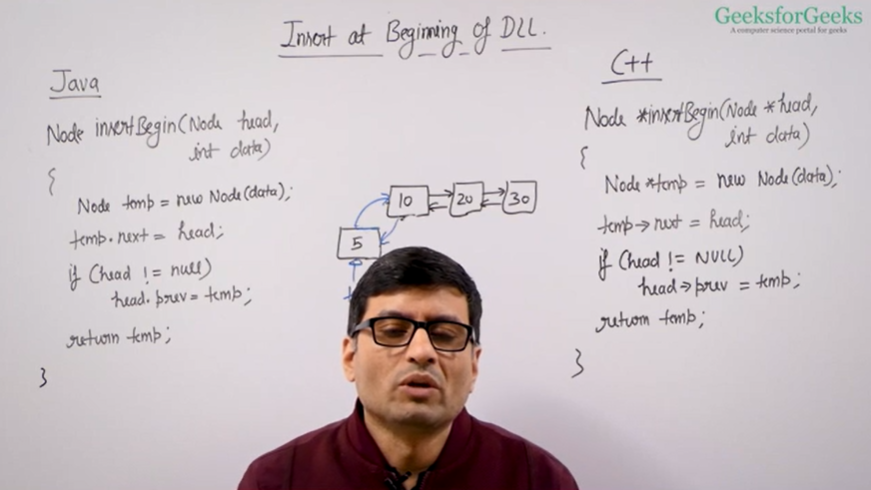 GeeksforGeeks
A computer science portal for geeks
Insert at Beginning of DLL.
Java
Node insertBegin(Node head,
int data)
{
Node temp = new Node(data);
temp.next = head;
if (head != null)
head.prev = temp;
return temp;
}
10 20 30
5
C++
Node *insertBegin(Node *head,
int data)
{
Node *temp = new Node(data);
temp→next = head;
if (head != NULL)
head→prev = temp;
return temp;
}